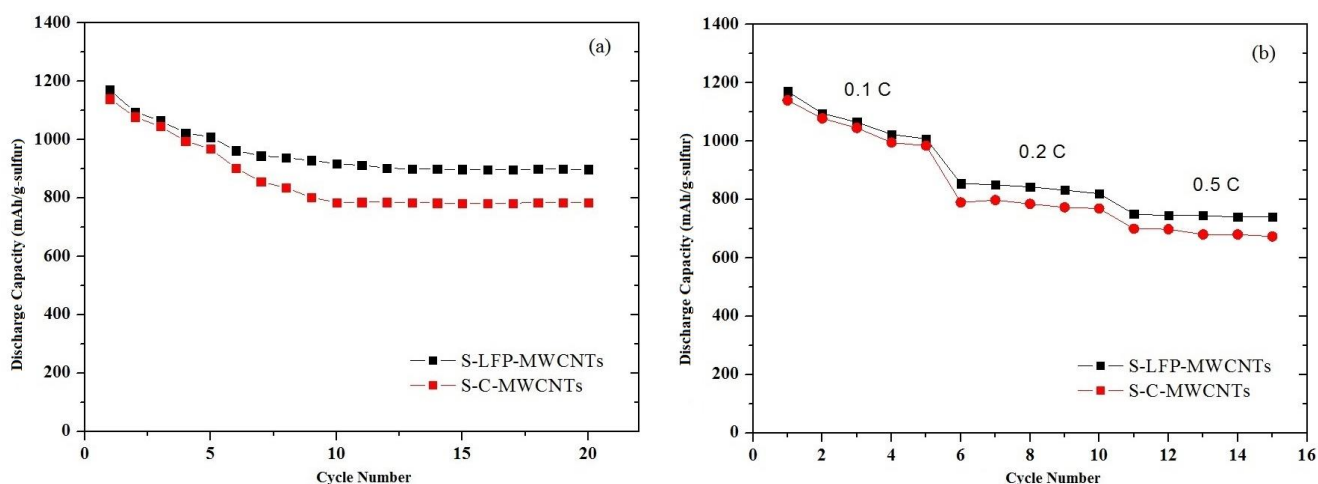 (a)
Discharge Capacity (mAh/g-sulfur)
1400
1200
1000
800
600
400
200
0
S-LFP-MWCNTs
S-C-MWCNTs
0 5 10 15 20
Cycle Number
(b)
Discharge Capacity (mAh/g-sulfur)
1400
1200
1000
800
600
400
200
0
0.1 C
0.2 C
0.5 C
S-LFP-MWCNTs
S-C-MWCNTs
0 2 4 6 8 10 12 14 16
Cycle Number